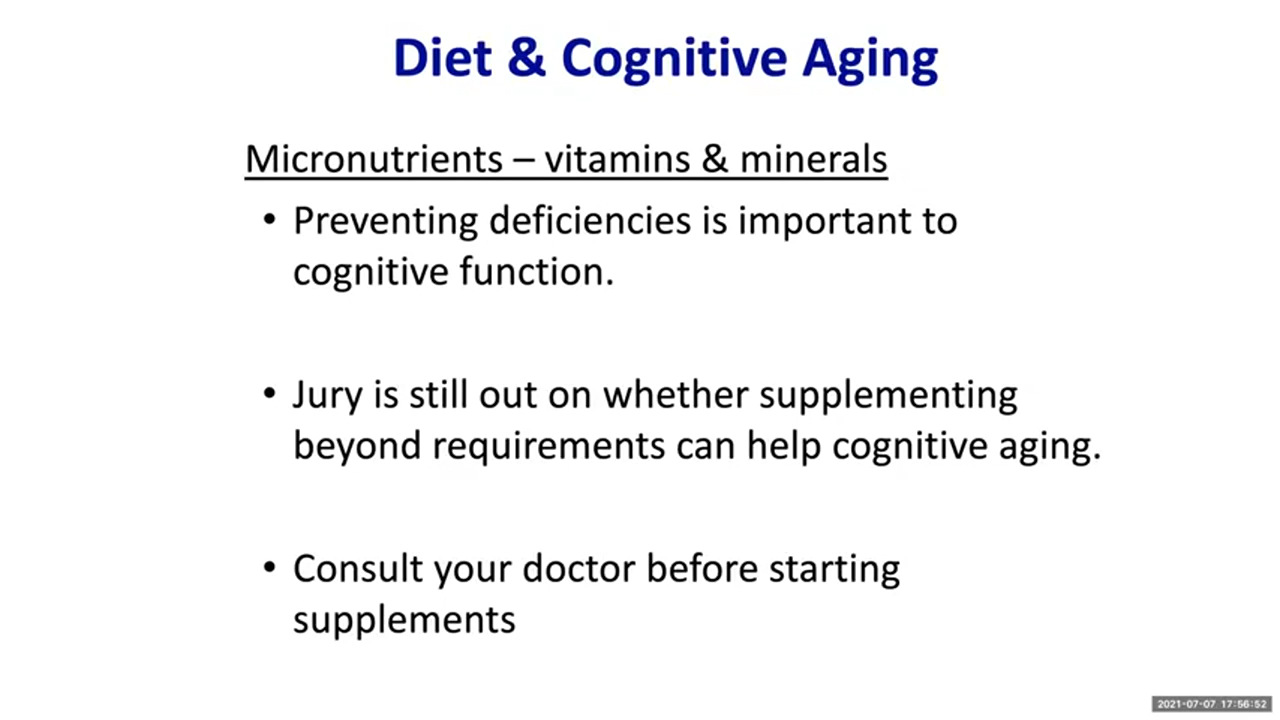 Diet & Cognitive Aging
Micronutrients – vitamins & minerals
• Preventing deficiencies is important to
cognitive function.
• Jury is still out on whether supplementing
beyond requirements can help cognitive aging.
• Consult your doctor before starting
supplements
2021-07-07 17:56:52